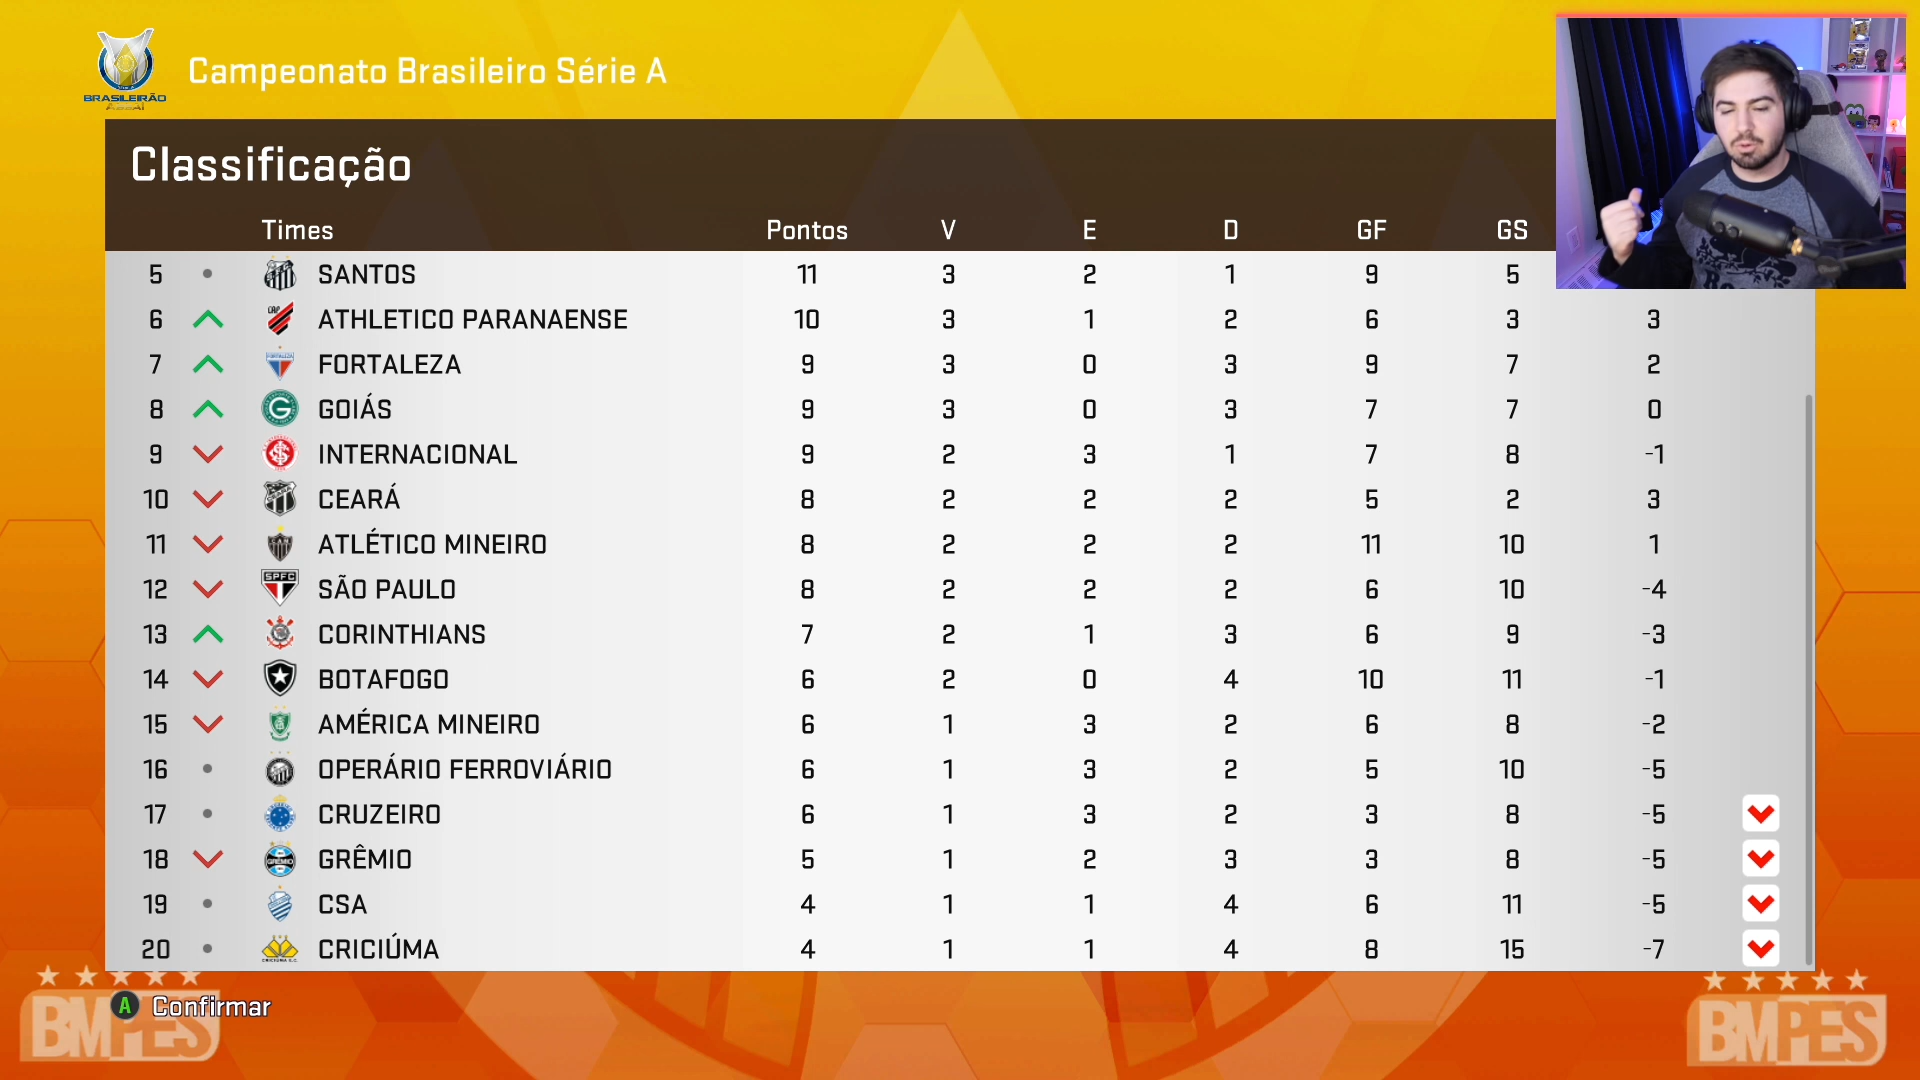 Campeonato Brasileiro Série A
BRASILEIRÃO
Classificação
Times Pontos V E D GF GS
5 SANTOS 11 3 2 1 9 5
6 ATHLETICO PARANAENSE 10 3 1 2 6 3 3
7 FORTALEZA 9 3 0 3 9 7 2
8 GOIÁS 9 3 0 3 7 7 0
9 INTERNACIONAL 9 2 3 1 7 8 -1
10 CEARÁ 8 2 2 2 5 2 3
11 ATLÉTICO MINEIRO 8 2 2 2 11 10 1
12 SPFC SÃO PAULO 8 2 2 2 6 10 -4
13 CORINTHIANS 7 2 1 3 6 9 -3
14 BOTAFOGO 6 2 0 4 10 11 -1
15 AMÉRICA MINEIRO 6 1 3 2 6 8 -2
16 OPERÁRIO FERROVIÁRIO 6 1 3 2 5 10 -5
17 CRUZEIRO 6 1 3 2 3 8 -5
18 GRÊMIO 5 1 2 3 3 8 -5
19 CSA 4 1 1 4 6 11 -5
20 CRICIÚMA 4 1 1 4 8 15 -7
A Confirmar
BMPES
BMPES